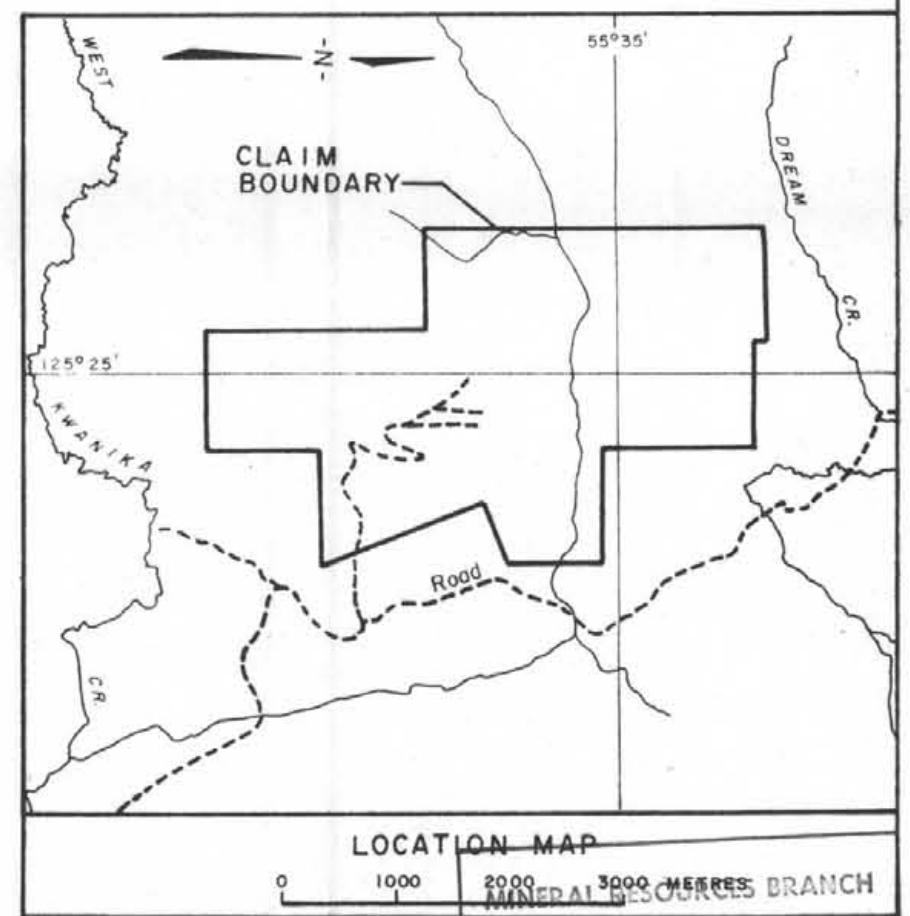 WEST
-N-
55°35'
CLAIM
BOUNDARY
DREAM
CR.
125°25'
KWANIKA
Road
CR.
LOCATION MAP
0 1000 2000 3000 METRES
MINERAL RESOURCES BRANCH